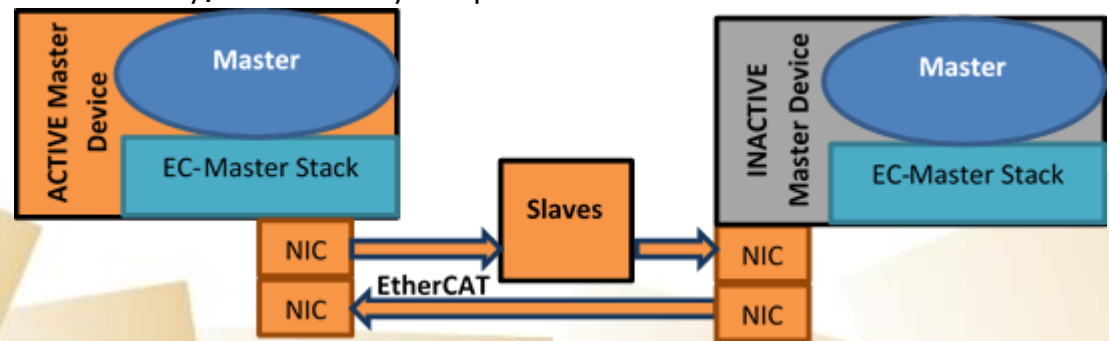 ACTIVE Master
Device
Master
EC-Master Stack
NIC
NIC
Slaves
EtherCAT
INACTIVE
Master Device
Master
EC-Master Stack
NIC
NIC